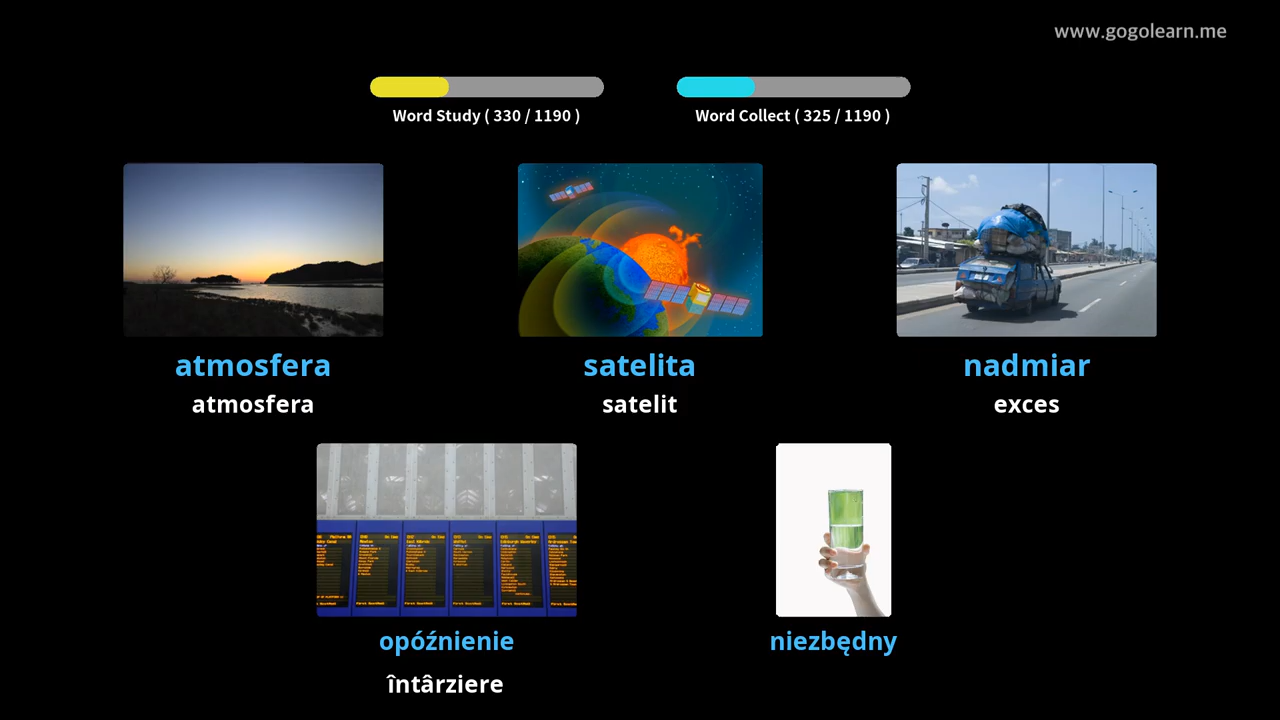 www.gogolearn.me
Word Study ( 330 / 1190 )
Word Collect ( 325 / 1190 )
atmosfera
atmosfera
satelita
satelit
nadmiar
exces
opóźnienie
întârziere
niezbędny